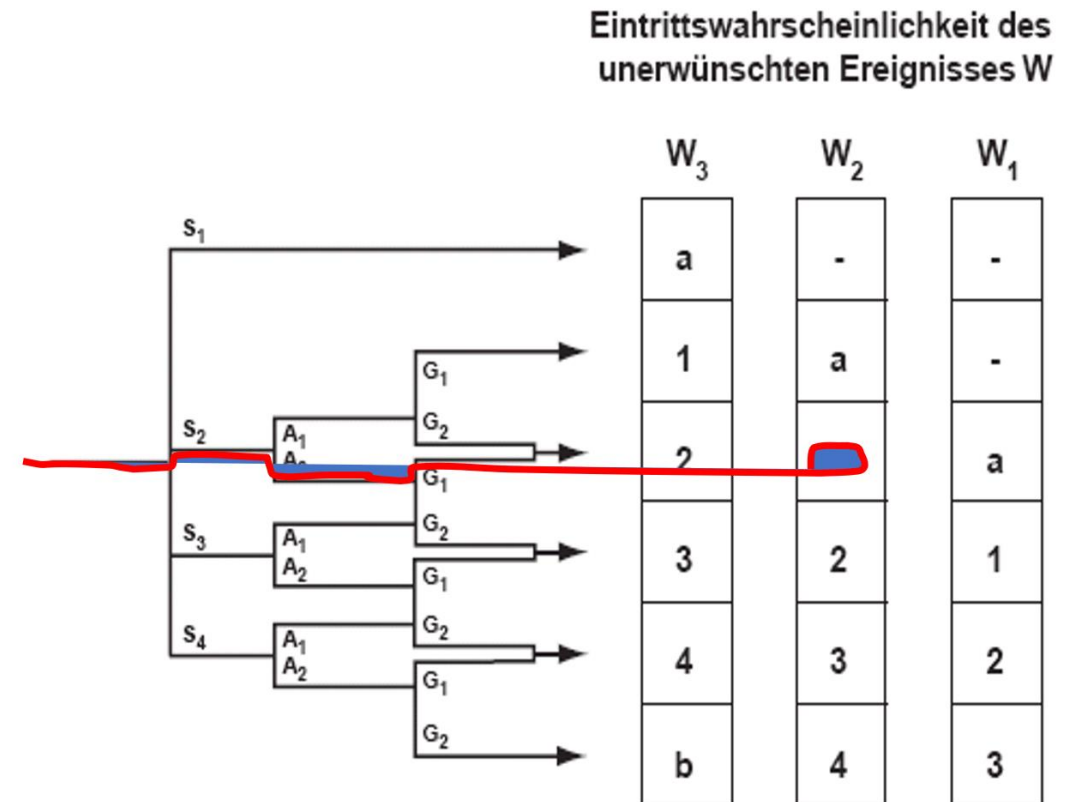 Eintrittswahrscheinlichkeit des
unerwünschten Ereignisses W
W₃ W₂ W₁
S₁
a - -
1 a -
G₁
G₂
S₂ A₁
2 a
G₁
G₂
S₃ A₁
3 2 1
A₂ G₁
S₄ A₁ G₂
4 3 2
A₂ G₁
G₂
b 4 3